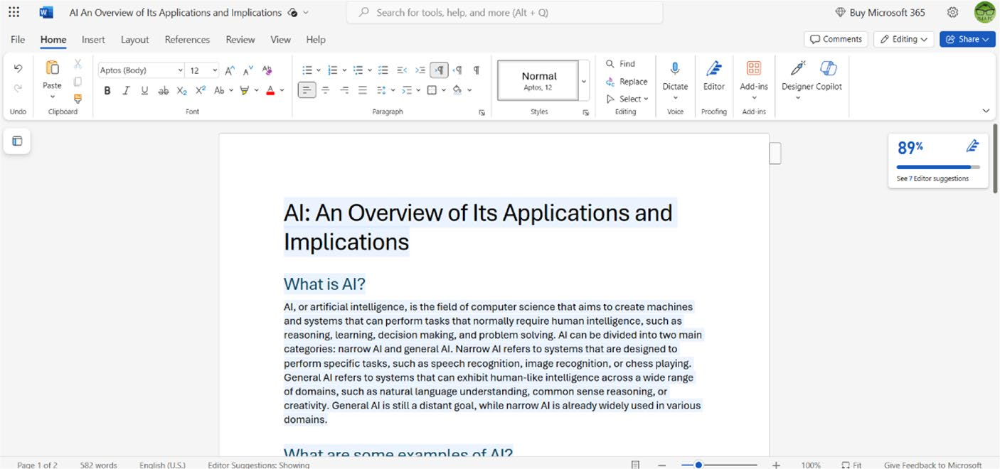 AI An Overview of Its Applications and Implications
Search for tools, help, and more (Alt + Q)
Buy Microsoft 365
File Home Insert Layout References Review View Help
Comments Editing Share
Aptos (Body) 12
Paste
Normal
Aptos, 12
Find
Replace
Select
Dictate
Editor
Add-ins
Designer
Copilot
Undo Clipboard Font Paragraph Styles Editing Voice Proofing Add-ins
89%
See 7 Editor suggestions
AI: An Overview of Its Applications and
Implications
What is AI?
AI, or artificial intelligence, is the field of computer science that aims to create machines
and systems that can perform tasks that normally require human intelligence, such as
reasoning, learning, decision making, and problem solving. AI can be divided into two main
categories: narrow AI and general AI. Narrow AI refers to systems that are designed to
perform specific tasks, such as speech recognition, image recognition, or chess playing.
General AI refers to systems that can exhibit human-like intelligence across a wide range
of domains, such as natural language understanding, common sense reasoning, or
creativity. General AI is still a distant goal, while narrow AI is already widely used in various
domains.
What are some examples of AI?
Page 1 of 2 582 words English (U.S.) Editor Suggestions: Showing 100% Fit Give Feedback to Microsoft